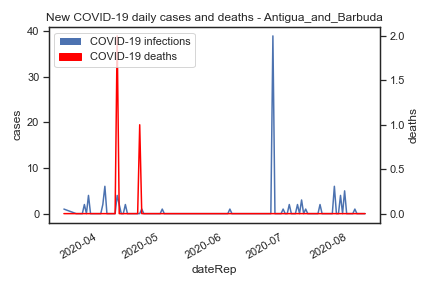 New COVID-19 daily cases and deaths - Antigua_and_Barbuda
COVID-19 infections
COVID-19 deaths
40
30
20
10
0
cases
2.0
1.5
1.0
0.5
0.0
deaths
2020-04
2020-05
2020-06
2020-07
2020-08
dateRep